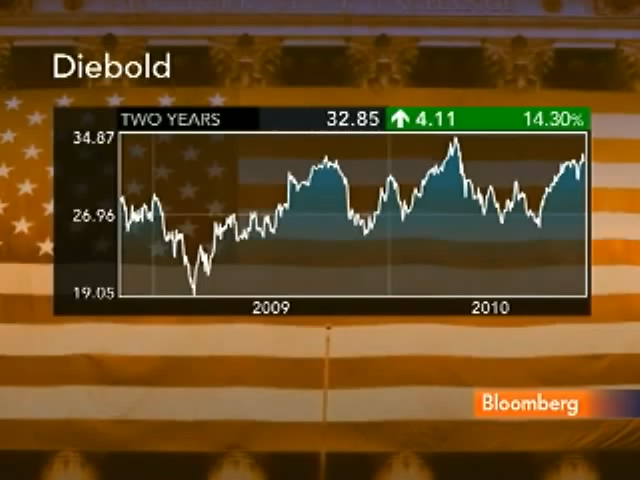 Diebold
TWO YEARS 32.85 4.11 14.30%
34.87
26.96
19.05
2009 2010
Bloomberg